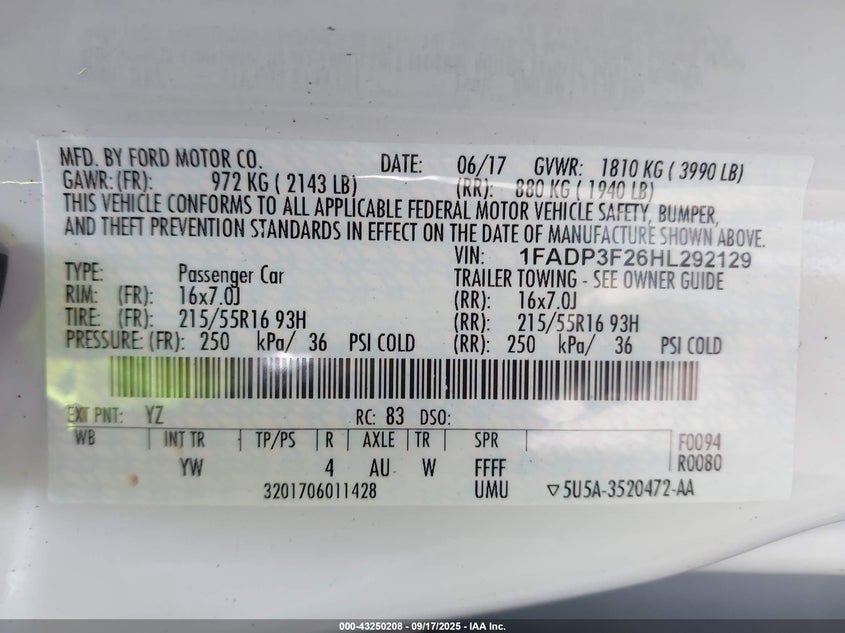 MFD. BY FORD MOTOR CO. DATE: 06/17 GVWR: 1810 KG ( 3990 LB)
GAWR: (FR): 972 KG ( 2143 LB) (RR): 880 KG ( 1940 LB)
THIS VEHICLE CONFORMS TO ALL APPLICABLE FEDERAL MOTOR VEHICLE SAFETY, BUMPER,
AND THEFT PREVENTION STANDARDS IN EFFECT ON THE DATE OF MANUFACTURE SHOWN ABOVE.
VIN: 1FADP3F26HL292129
TYPE: Passenger Car TRAILER TOWING - SEE OWNER GUIDE
RIM: (FR): 16x7.0J (RR): 16x7.0J
TIRE: (FR): 215/55R16 93H (RR): 215/55R16 93H
PRESSURE: (FR): 250 kPa/ 36 PSI COLD (RR): 250 kPa/ 36 PSI COLD
EXT PNT: YZ RC: 83 DSO:
WB INT TR TP/PS R AXLE TR SPR F0094
YW 4 AU W FFFF R0080
3201706011428 UMU ▽5U5A-3520472-AA
000-43250208 - 09/17/2025 - IAA Inc.